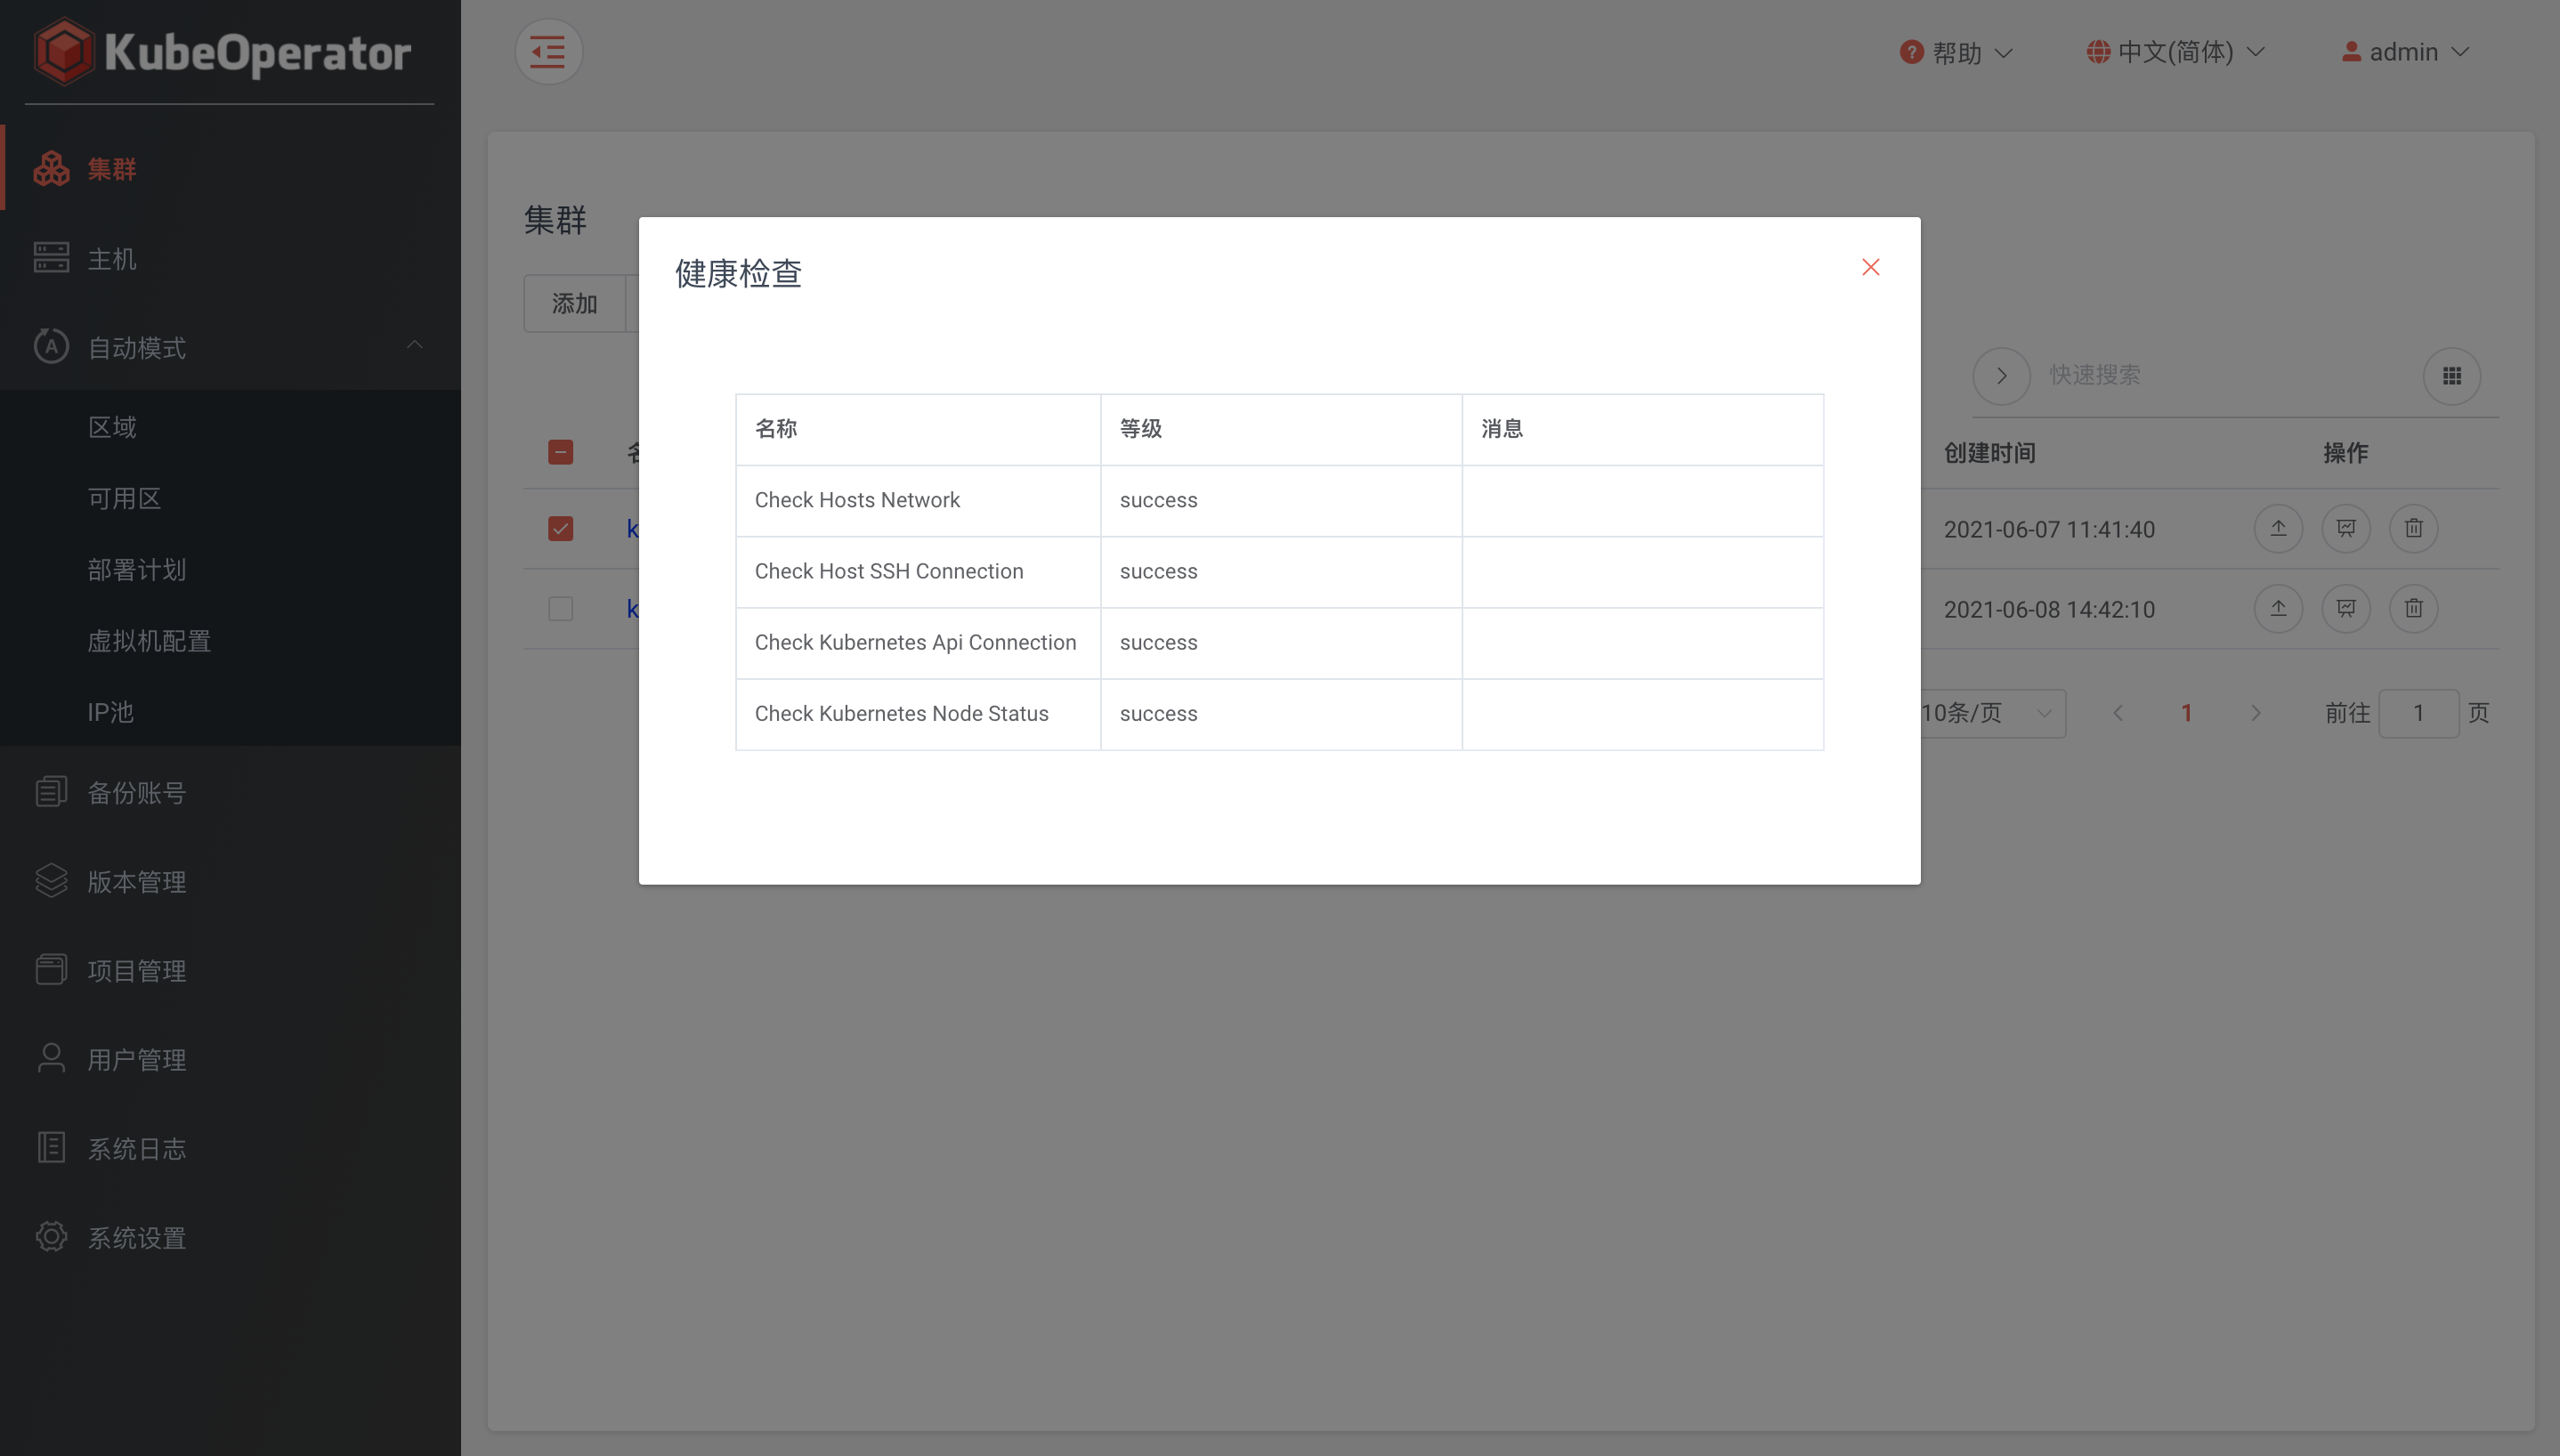 KubeOperator
集群
主机
自动模式
区域
可用区
部署计划
虚拟机配置
IP池
备份账号
版本管理
项目管理
用户管理
系统日志
系统设置
帮助
中文(简体)
admin
集群
添加
快速搜索
创建时间
操作
k
2021-06-07 11:41:40
k
2021-06-08 14:42:10
10条/页
1
前往 1 页
健康检查
名称 等级 消息
Check Hosts Network success
Check Host SSH Connection success
Check Kubernetes Api Connection success
Check Kubernetes Node Status success